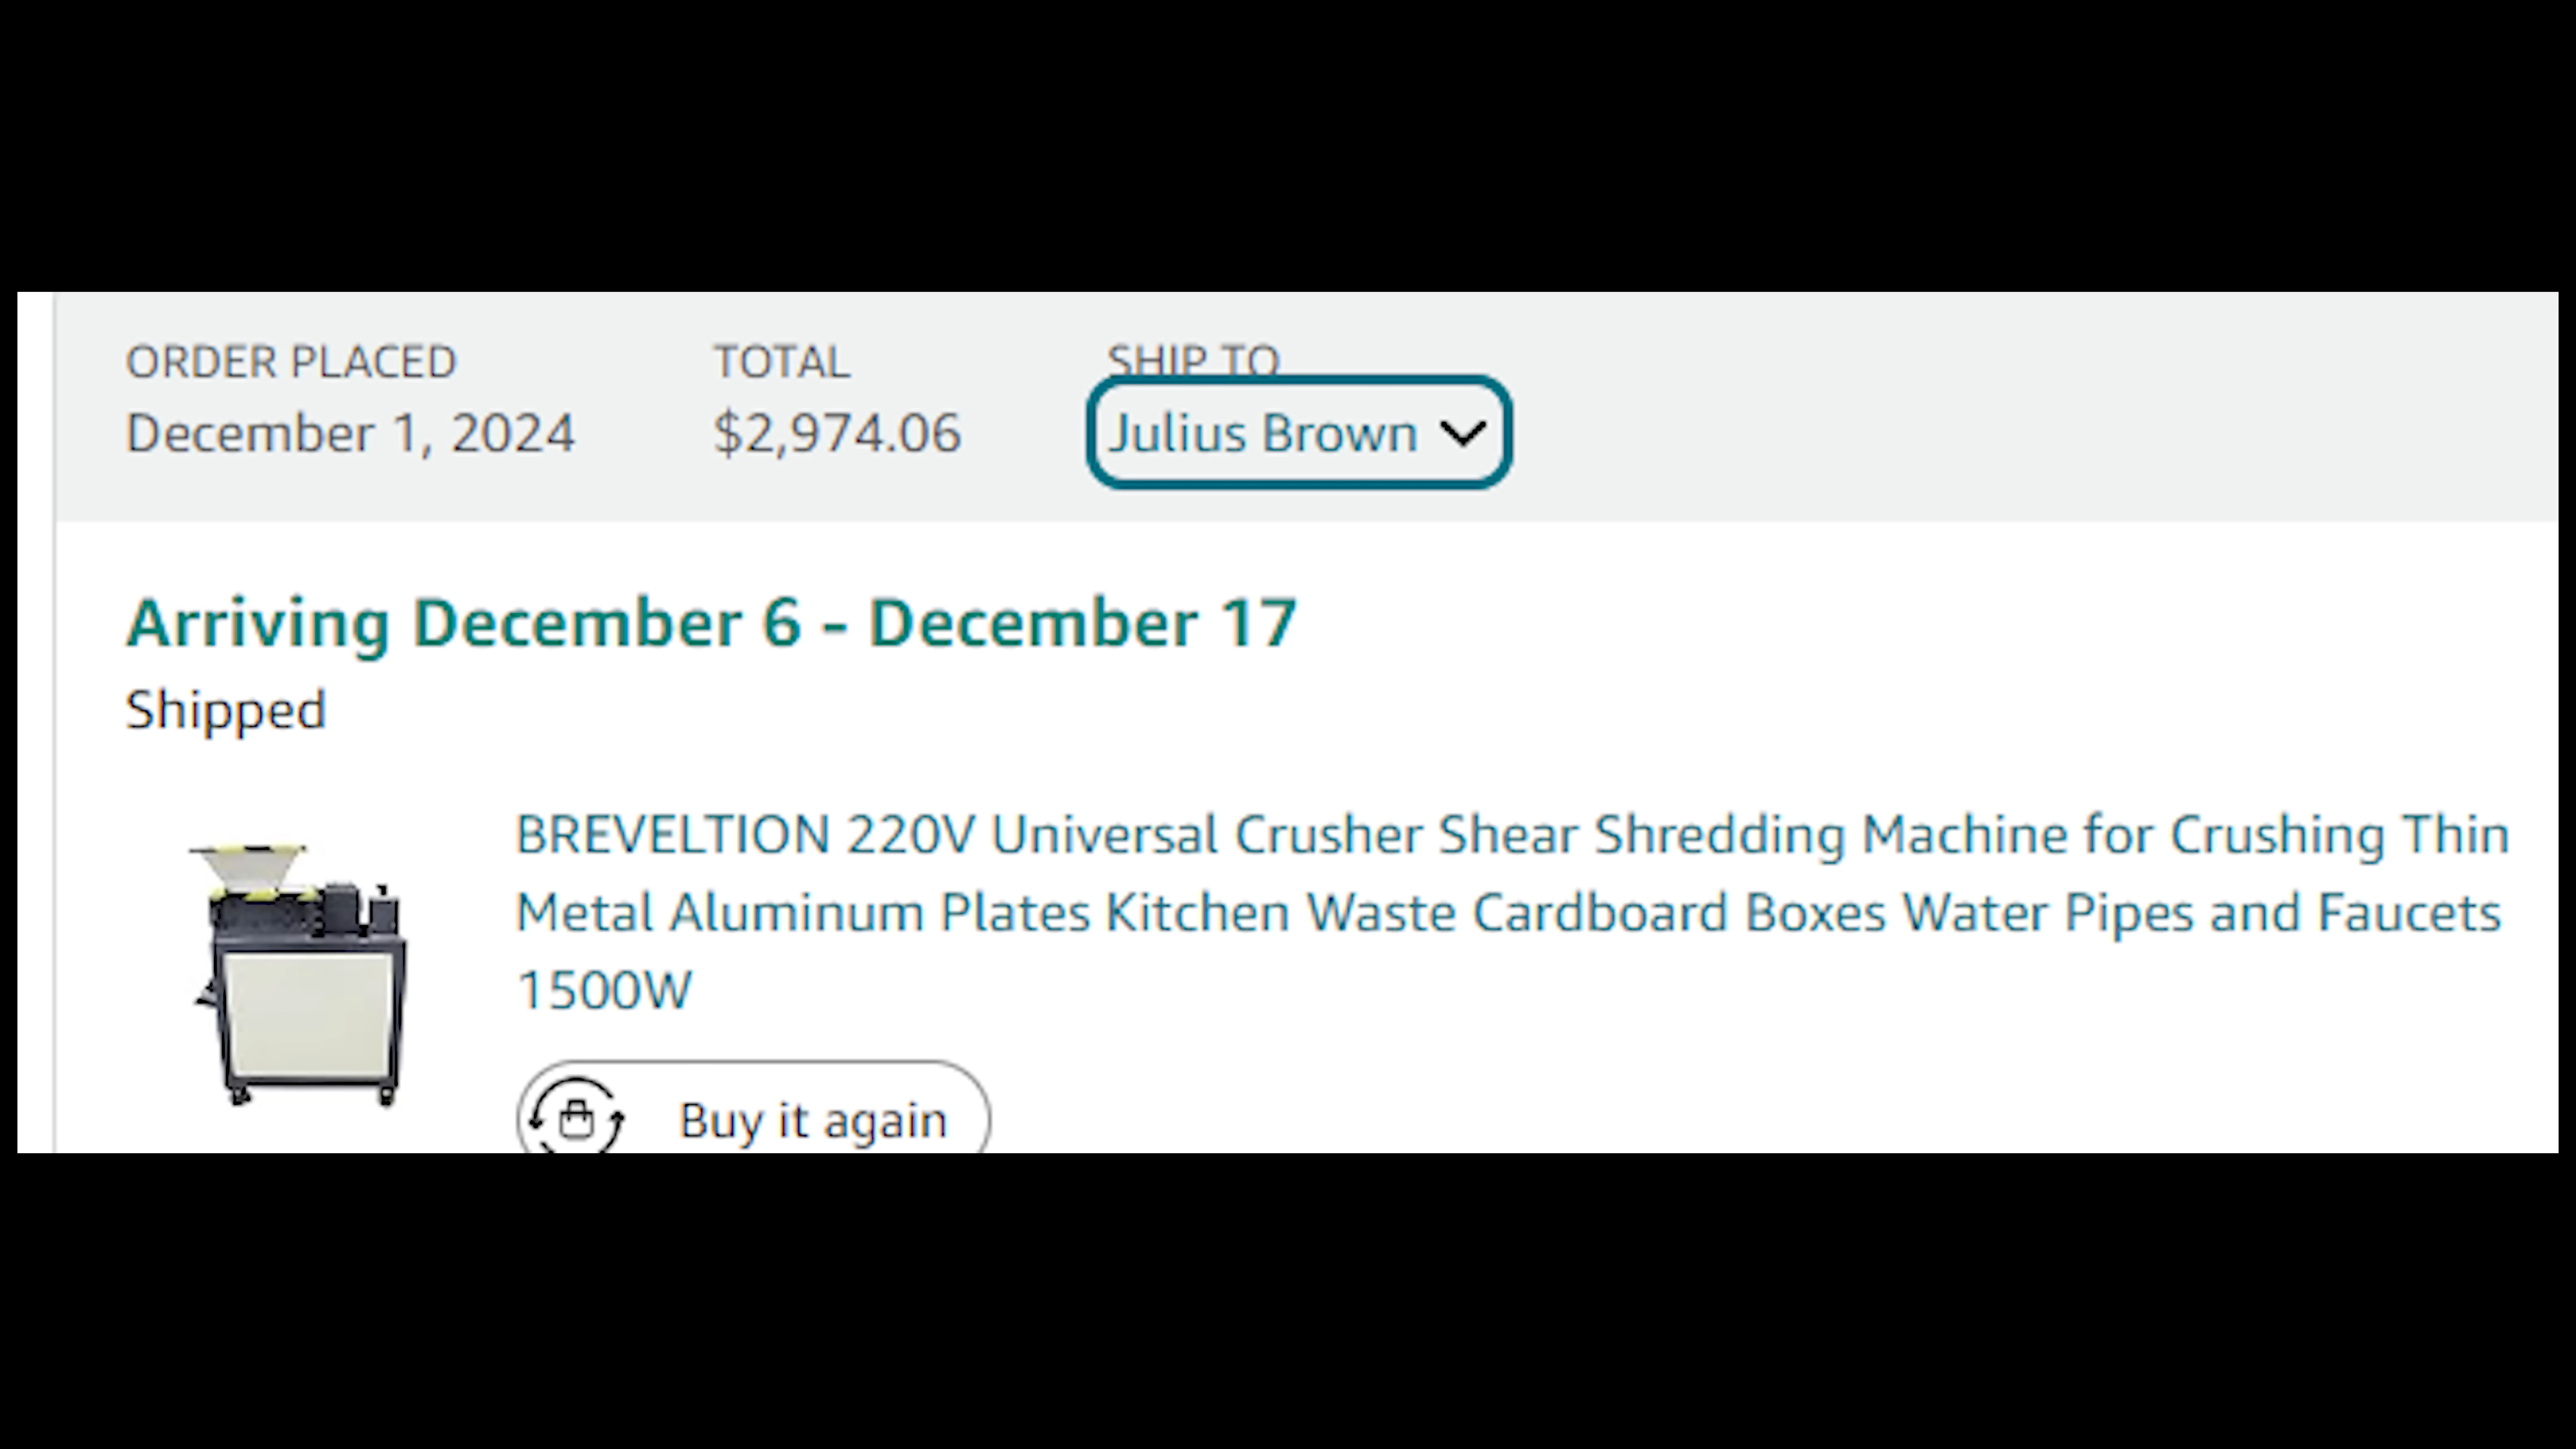 ORDER PLACED TOTAL SHIP TO
December 1, 2024 $2,974.06 Julius Brown
Arriving December 6 - December 17
Shipped
BREVELTION 220V Universal Crusher Shear Shredding Machine for Crushing Thin
Metal Aluminum Plates Kitchen Waste Cardboard Boxes Water Pipes and Faucets
1500W
Buy it again